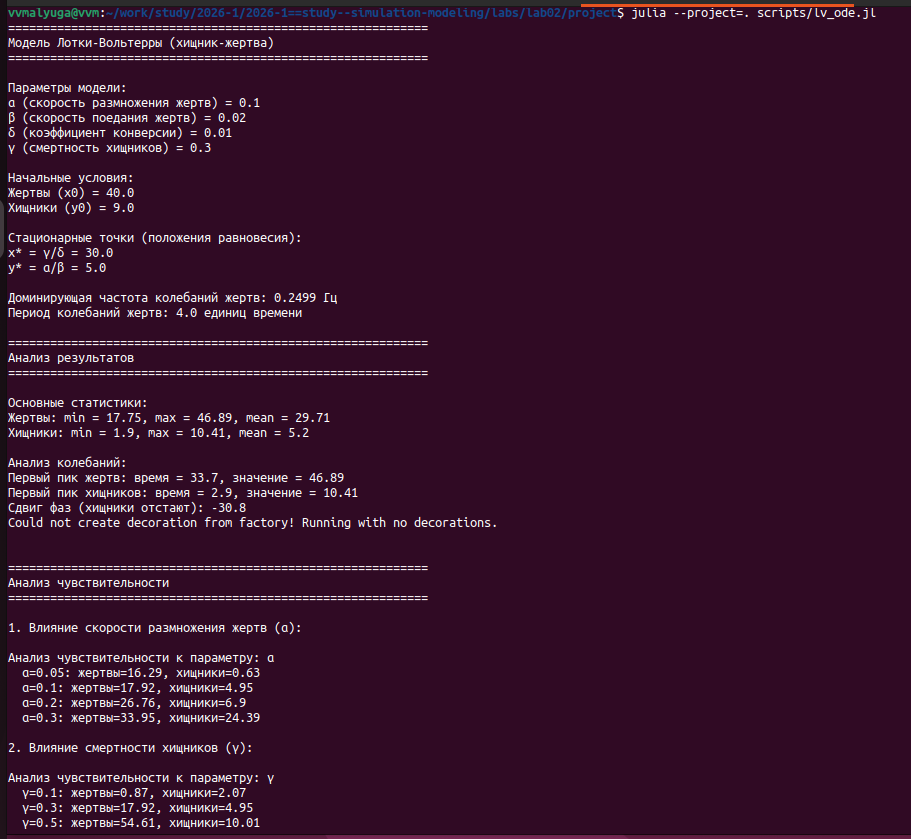 vvmalyuga@vvm:~/work/study/2026-1/2026-1==study--simulation-modeling/labs/lab02/project$ julia --project=. scripts/lv_ode.jl
============================================================
Модель Лотки-Вольтерры (хищник-жертва)
============================================================
Параметры модели:
α (скорость размножения жертв) = 0.1
β (скорость поедания жертв) = 0.02
δ (коэффициент конверсии) = 0.01
γ (смертность хищников) = 0.3
Начальные условия:
Жертвы (x0) = 40.0
Хищники (y0) = 9.0
Стационарные точки (положения равновесия):
x* = γ/δ = 30.0
y* = α/β = 5.0
Доминирующая частота колебаний жертв: 0.2499 Гц
Период колебаний жертв: 4.0 единиц времени
============================================================
Анализ результатов
============================================================
Основные статистики:
Жертвы: min = 17.75, max = 46.89, mean = 29.71
Хищники: min = 1.9, max = 10.41, mean = 5.2
Анализ колебаний:
Первый пик жертв: время = 33.7, значение = 46.89
Первый пик хищников: время = 2.9, значение = 10.41
Сдвиг фаз (хищники отстают): -30.8
Could not create decoration from factory! Running with no decorations.
============================================================
Анализ чувствительности
============================================================
1. Влияние скорости размножения жертв (α):
Анализ чувствительности к параметру: α
α=0.05: жертвы=16.29, хищники=0.63
α=0.1: жертвы=17.92, хищники=4.95
α=0.2: жертвы=26.76, хищники=6.9
α=0.3: жертвы=33.95, хищники=24.39
2. Влияние смертности хищников (γ):
Анализ чувствительности к параметру: γ
γ=0.1: жертвы=0.87, хищники=2.07
γ=0.3: жертвы=17.92, хищники=4.95
γ=0.5: жертвы=54.61, хищники=10.01